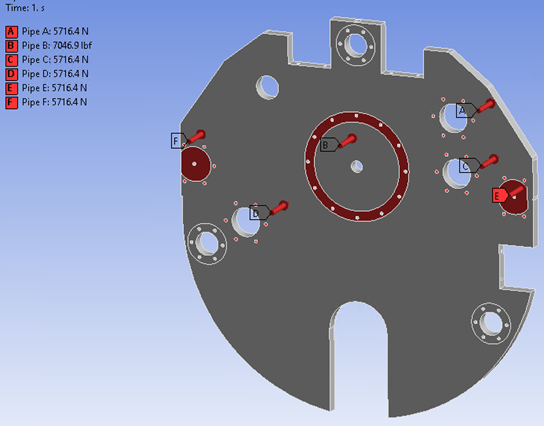 Time: 1. s
A Pipe A: 5716.4 N
B Pipe B: 7046.9 lbf
C Pipe C: 5716.4 N
D Pipe D: 5716.4 N
E Pipe E: 5716.4 N
F Pipe F: 5716.4 N
A
F
B
C
E
D